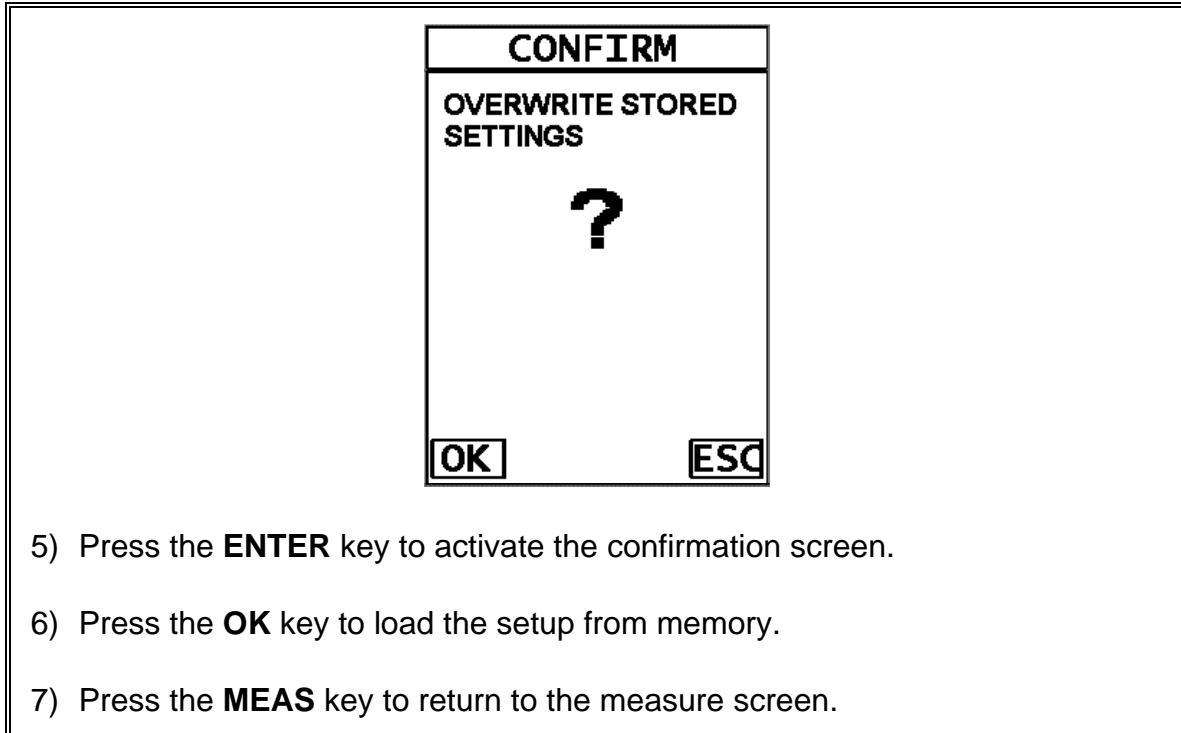 CONFIRM
OVERWRITE STORED
SETTINGS
?
OK ESC
5) Press the ENTER key to activate the confirmation screen.
6) Press the OK key to load the setup from memory.
7) Press the MEAS key to return to the measure screen.